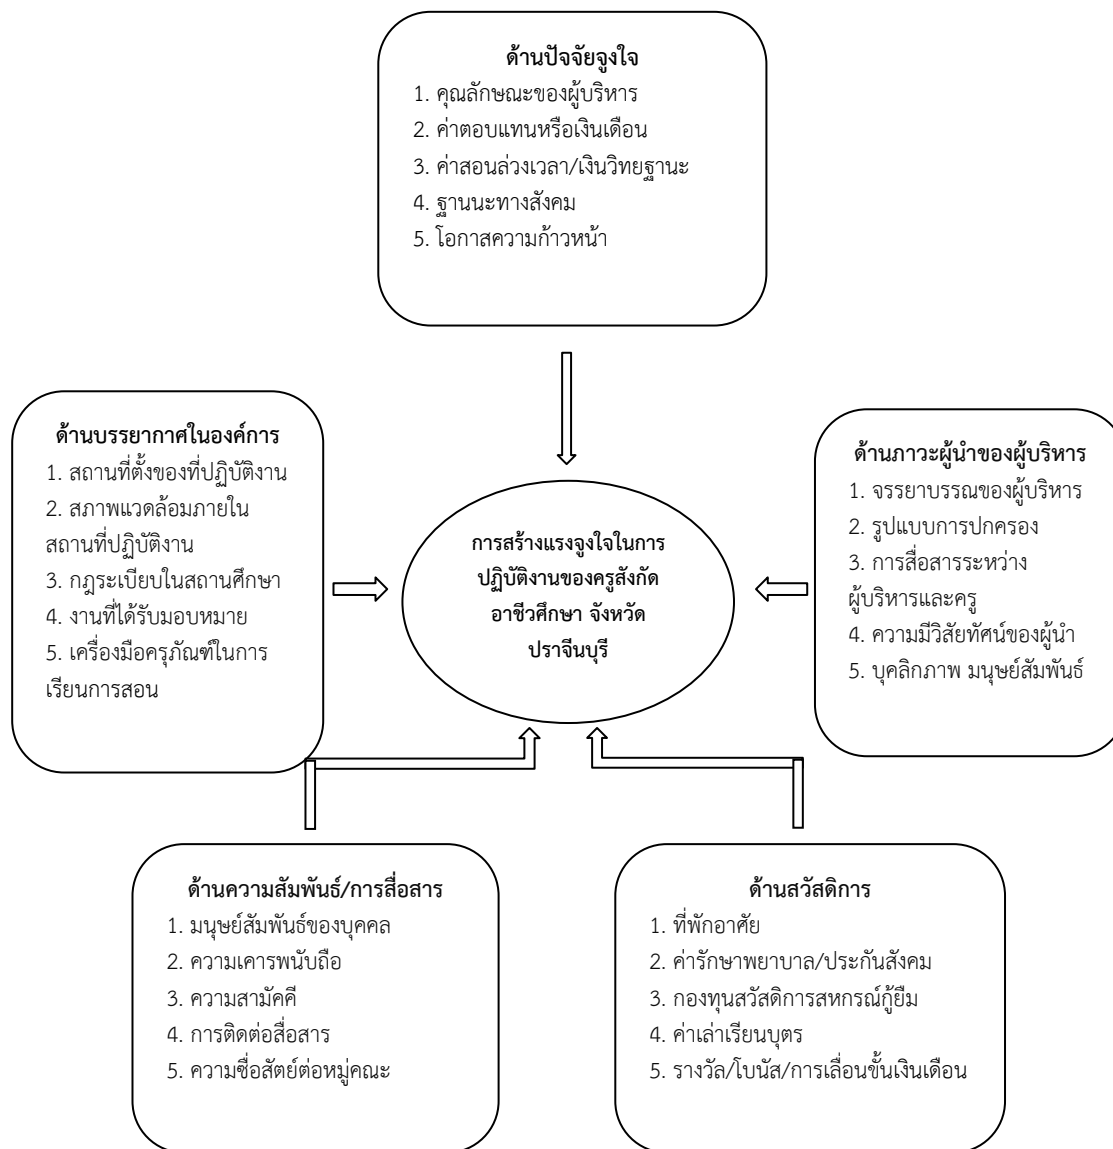 ด้านปัจจัยจูงใจ
1. คุณลักษณะของผู้บริหาร
2. ค่าตอบแทนหรือเงินเดือน
3. ค่าสอนล่วงเวลา/เงินวิทยฐานะ
4. ฐานนะทางสังคม
5. โอกาสความก้าวหน้า
ด้านบรรยากาศในองค์การ
1. สถานที่ตั้งของที่ปฏิบัติงาน
2. สภาพแวดล้อมภายใน
สถานที่ปฏิบัติงาน
3. กฎระเบียบในสถานศึกษา
4. งานที่ได้รับมอบหมาย
5. เครื่องมือครุภัณฑ์ในการ
เรียนการสอน
การสร้างแรงจูงใจในการ
ปฏิบัติงานของครูสังกัด
อาชีวศึกษา จังหวัด
ปราจีนบุรี
ด้านภาวะผู้นำของผู้บริหาร
1. จรรยาบรรณของผู้บริหาร
2. รูปแบบการปกครอง
3. การสื่อสารระหว่าง
ผู้บริหารและครู
4. ความมีวิสัยทัศน์ของผู้นำ
5. บุคลิกภาพ มนุษย์สัมพันธ์
ด้านความสัมพันธ์/การสื่อสาร
1. มนุษย์สัมพันธ์ของบุคคล
2. ความเคารพนับถือ
3. ความสามัคคี
4. การติดต่อสื่อสาร
5. ความซื่อสัตย์ต่อหมู่คณะ
ด้านสวัสดิการ
1. ที่พักอาศัย
2. ค่ารักษาพยาบาล/ประกันสังคม
3. กองทุนสวัสดิการสหกรณ์กู้ยืม
4. ค่าเล่าเรียนบุตร
5. รางวัล/โบนัส/การเลื่อนขั้นเงินเดือน